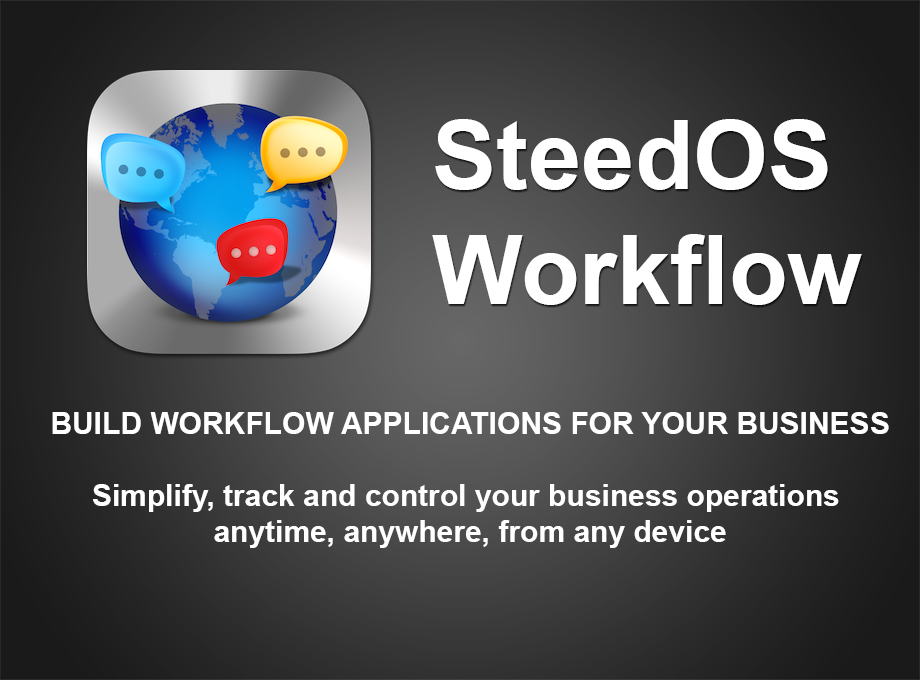 SteedOS
Workflow
BUILD WORKFLOW APPLICATIONS FOR YOUR BUSINESS
Simplify, track and control your business operations
anytime, anywhere, from any device